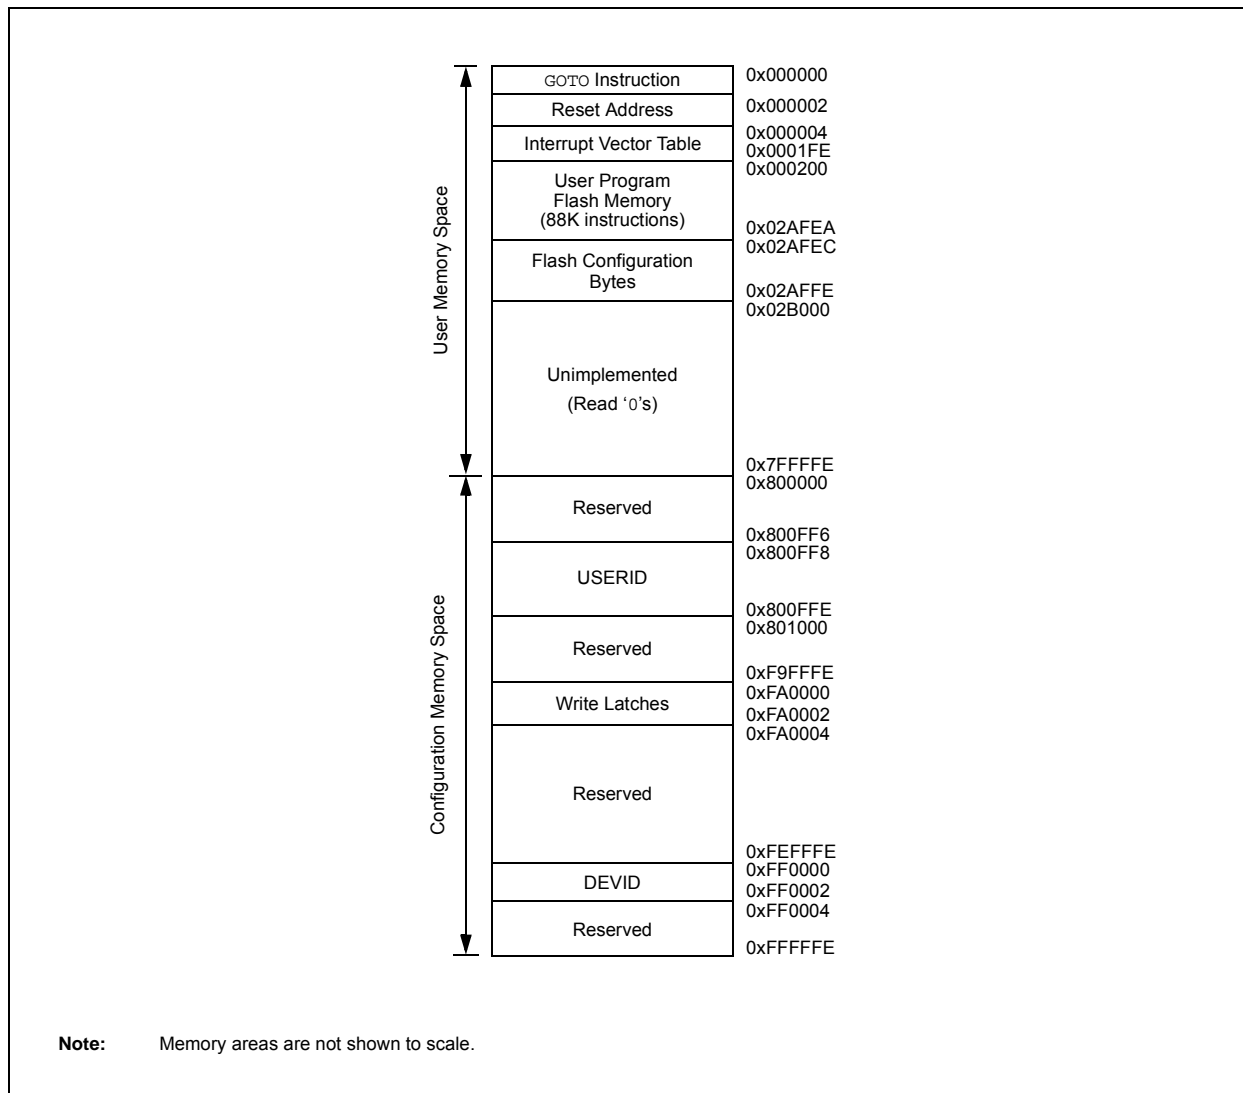 GOTO Instruction
0x000000
Reset Address
0x000002
Interrupt Vector Table
0x000004
0x0001FE
User Program
Flash Memory
(88K instructions)
0x000200
0x02AFEA
Flash Configuration
Bytes
0x02AFEC
0x02AFFE
Unimplemented
(Read ‘0’s)
0x02B000
0x7FFFFE
User Memory Space
Reserved
0x800000
0x800FF6
USERID
0x800FF8
0x800FFE
Reserved
0x801000
0xF9FFFE
Write Latches
0xFA0000
0xFA0002
Reserved
0xFA0004
0xFEFFFE
DEVID
0xFF0000
0xFF0002
Reserved
0xFF0004
0xFFFFFE
Configuration Memory Space
Note: Memory areas are not shown to scale.